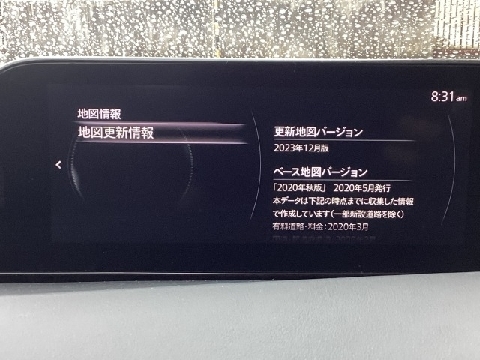 8:31am
地図情報
地図更新情報
更新地図バージョン
2023年12月版
ベース地図バージョン
「2020年秋版」 2020年5月発行
本データは下記の時点までに収集した情報
で作成しています(一部新設道路を除く)
有料道路・料金:2020年3月